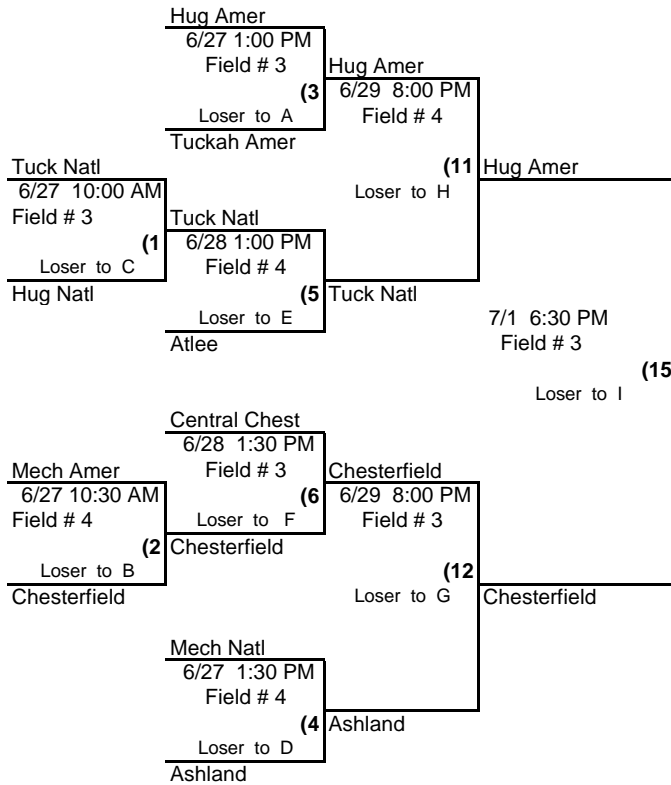 Hug Amer
6/27 1:00 PM
Field # 3
(3
Loser to A
Tuckah Amer
Hug Amer
6/29 8:00 PM
Field # 4
(11
Loser to H
Hug Amer
Tuck Natl
6/27 10:00 AM
Field # 3
(1
Loser to C
Hug Natl
Tuck Natl
6/28 1:00 PM
Field # 4
(5
Loser to E
Atlee
Tuck Natl
7/1 6:30 PM
Field # 3
(15
Loser to I
Central Chest
6/28 1:30 PM
Field # 3
(6
Loser to F
Chesterfield
Mech Amer
6/27 10:30 AM
Field # 4
(2
Loser to B
Chesterfield
Chesterfield
6/29 8:00 PM
Field # 3
(12
Loser to G
Chesterfield
Mech Natl
6/27 1:30 PM
Field # 4
(4
Loser to D
Ashland
Ashland